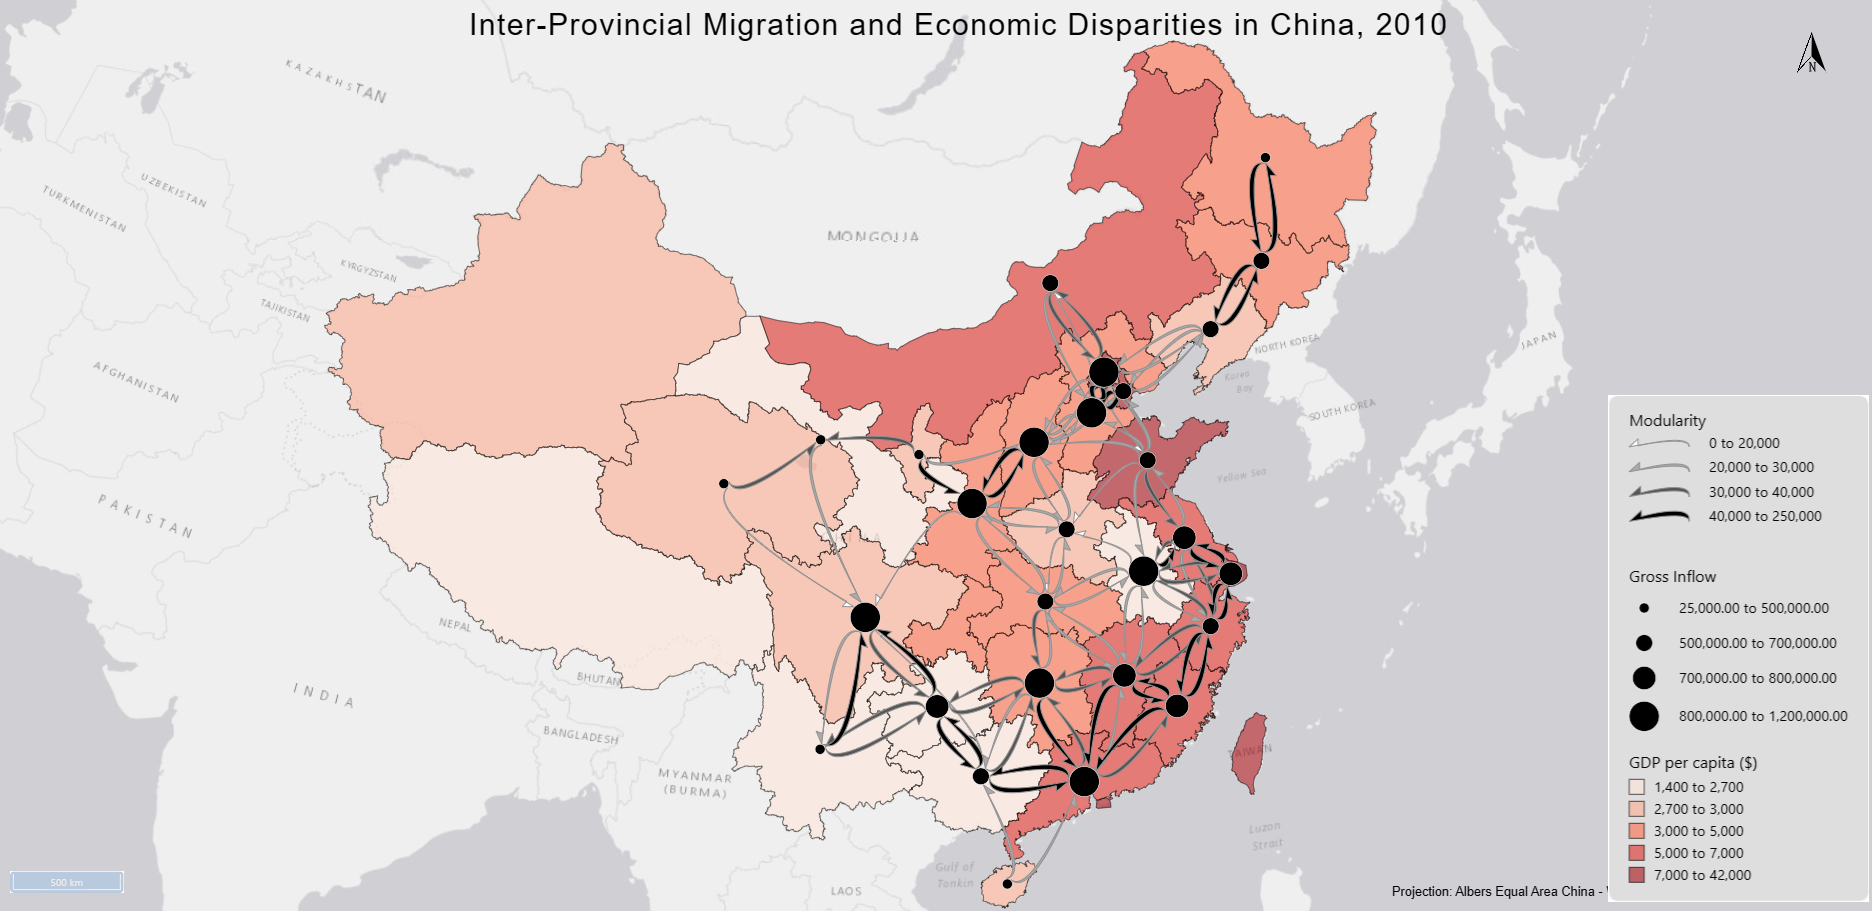 Inter-Provincial Migration and Economic Disparities in China, 2010
N
KAZAKHSTAN
UZBEKISTAN
TURKMENISTAN
MONGOLIA
KYRGYZSTAN
TAJIKISTAN
NORTH KOREA
JAPAN
AFGHANISTAN
Korea
Bay
SOUTH KOREA
Yellow Sea
PAKISTAN
NEPAL
BHUTAN
INDIA
BANGLADESH
TAIWAN
MYANMAR
(BURMA)
Luzon
Strait
Gulf of
Tonkin
LAOS
500 km
Projection: Albers Equal Area China -
Modularity
0 to 20,000
20,000 to 30,000
30,000 to 40,000
40,000 to 250,000
Gross Inflow
25,000.00 to 500,000.00
500,000.00 to 700,000.00
700,000.00 to 800,000.00
800,000.00 to 1,200,000.00
GDP per capita ($)
1,400 to 2,700
2,700 to 3,000
3,000 to 5,000
5,000 to 7,000
7,000 to 42,000